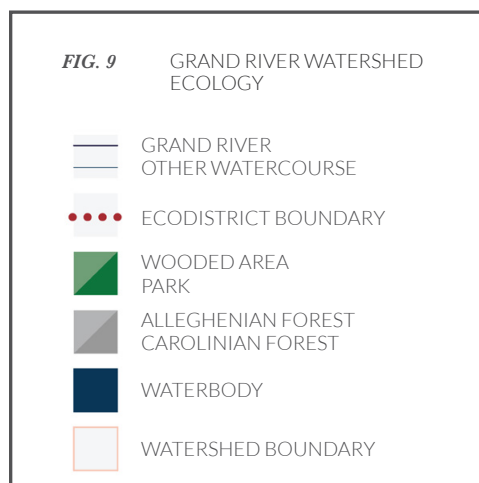 FIG. 9 GRAND RIVER WATERSHED
ECOLOGY
GRAND RIVER
OTHER WATERCOURSE
ECODISTRICT BOUNDARY
WOODED AREA
PARK
ALLEGHENIAN FOREST
CAROLINIAN FOREST
WATERBODY
WATERSHED BOUNDARY